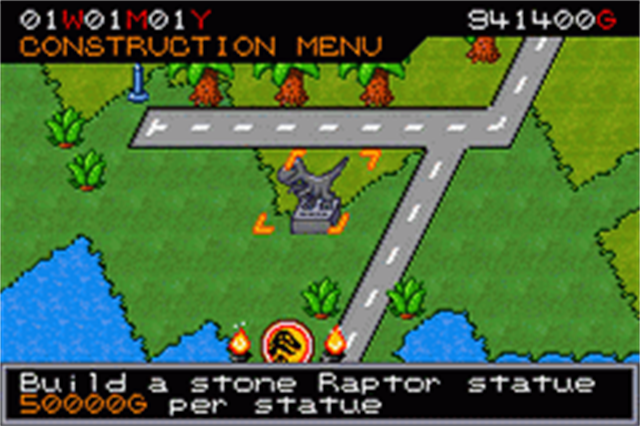 01W01M01Y 941400G
CONSTRUCTION MENU
Build a stone Raptor statue
50000G per statue